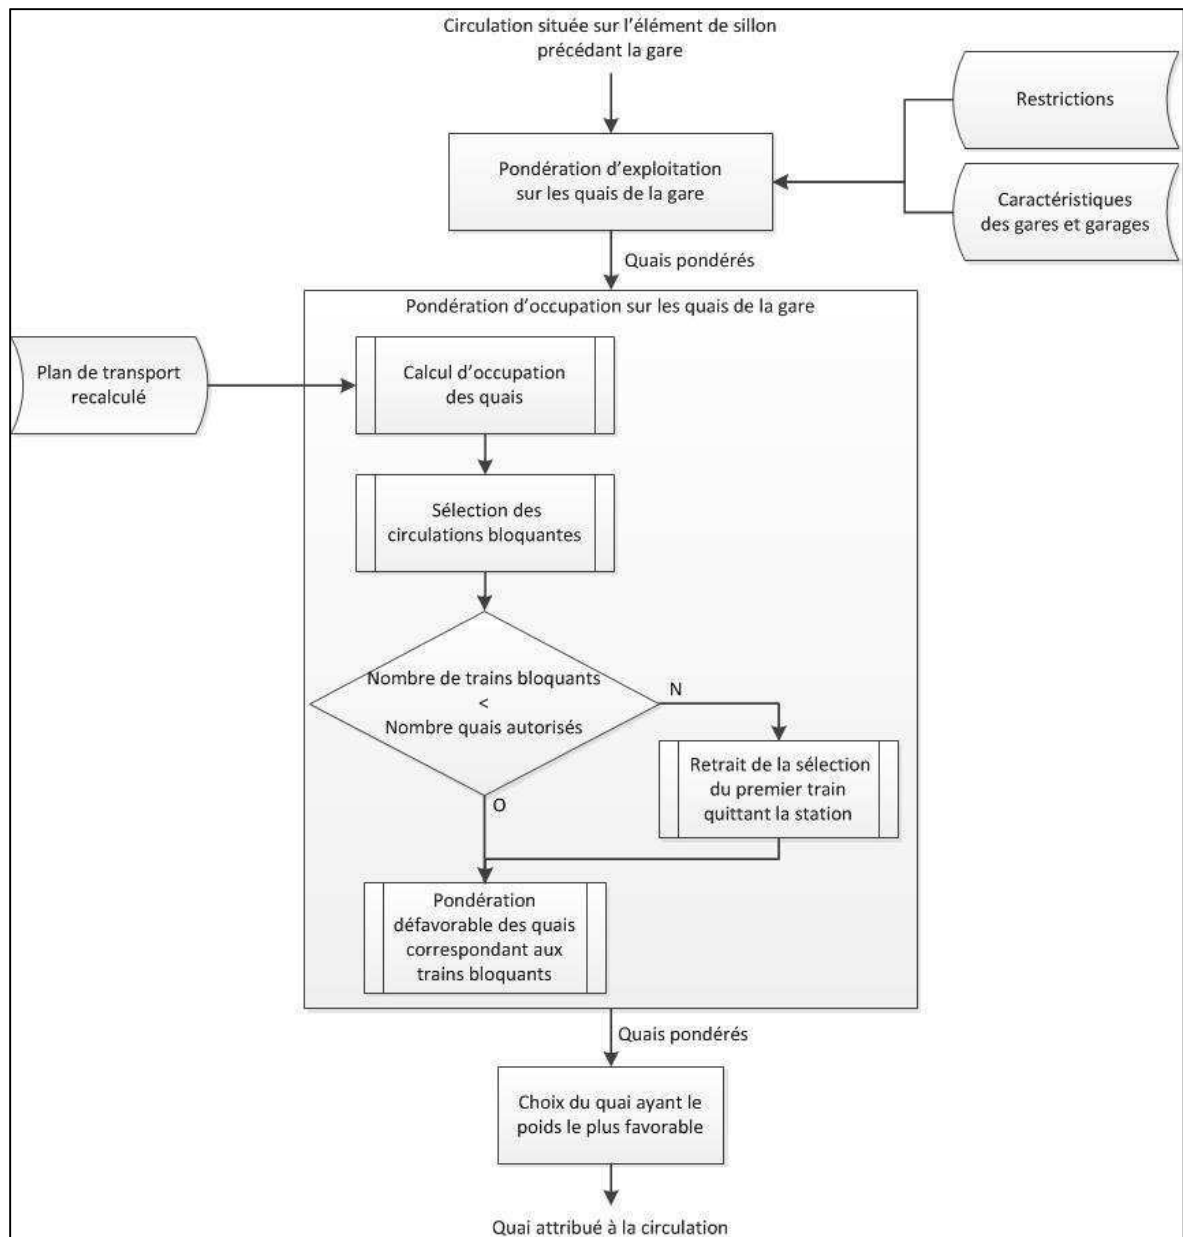 Circulation située sur l'élément de sillon
précédant la gare
Restrictions
Pondération d'exploitation
sur les quais de la gare
Caractéristiques
des gares et garages
Quais pondérés
Pondération d'occupation sur les quais de la gare
Plan de transport
recalculé
Calcul d'occupation
des quais
Sélection des
circulations bloquantes
Nombre de trains bloquants
<
Nombre quais autorisés
N
Retrait de la sélection
du premier train
quittant la station
O
Pondération
défavorable des quais
correspondant aux
trains bloquants
Quais pondérés
Choix du quai ayant le
poids le plus favorable
Quai attribué à la circulation